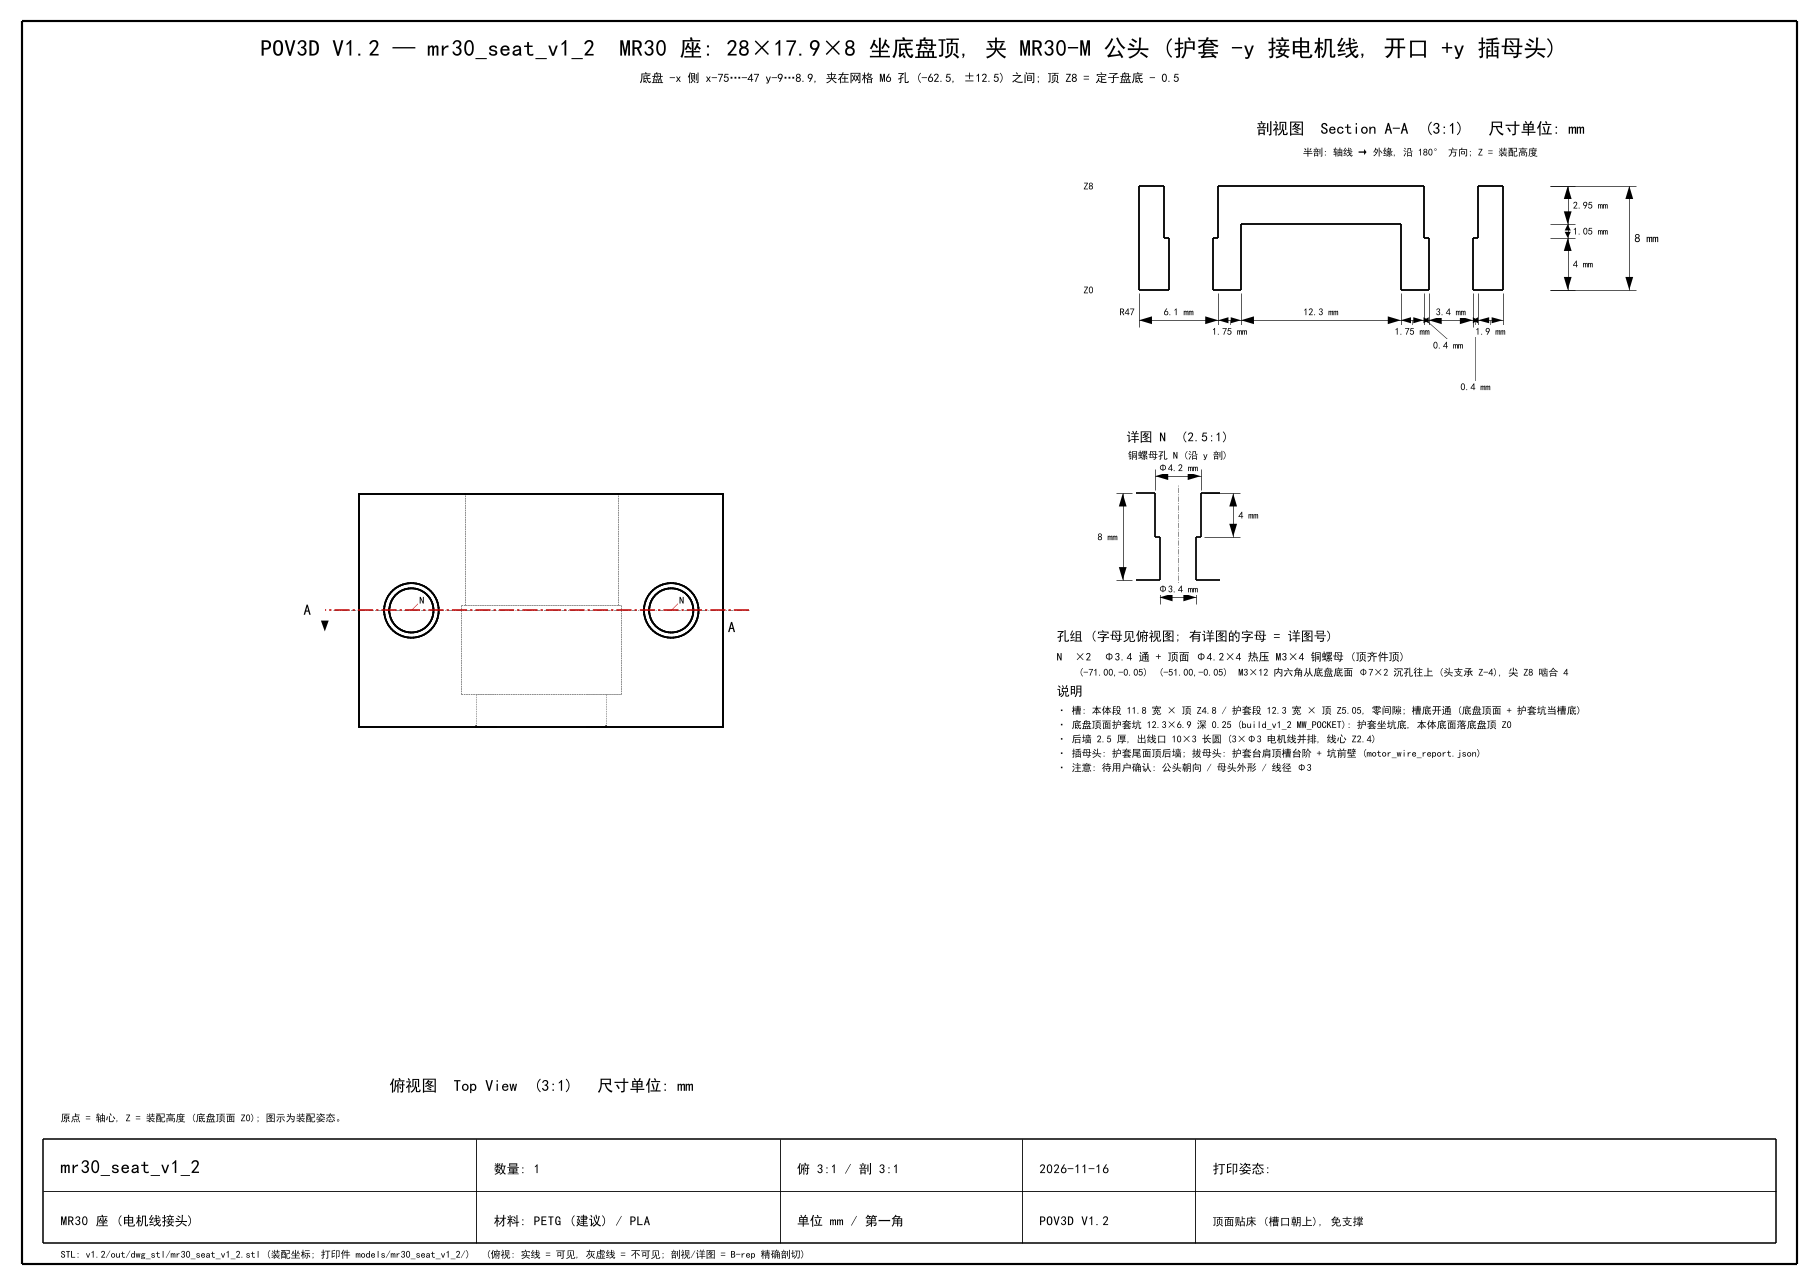 POV3D V1.2 — mr30_seat_v1_2  MR30 座: 28×17.9×8 坐底盘顶, 夹 MR30-M 公头 (护套 -y 接电机线, 开口 +y 插母头)
底盘 -x 侧 x-75…-47 y-9…8.9, 夹在网格 M6 孔 (-62.5, ±12.5) 之间; 顶 Z8 = 定子盘底 - 0.5
剖视图  Section A-A  (3:1)   尺寸单位: mm
半剖: 轴线 → 外缘, 沿 180° 方向; Z = 装配高度
Z8
2.95 mm
1.05 mm
8 mm
4 mm
Z0
R47
6.1 mm
12.3 mm
3.4 mm
1.75 mm
1.75 mm
1.9 mm
0.4 mm
0.4 mm
详图 N  (2.5:1)
铜螺母孔 N (沿 y 剖)
Φ4.2 mm
4 mm
8 mm
Φ3.4 mm
N
N
A
A
孔组 (字母见俯视图; 有详图的字母 = 详图号)
N  ×2  Φ3.4 通 + 顶面 Φ4.2×4 热压 M3×4 铜螺母 (顶齐件顶)
(-71.00,-0.05)  (-51.00,-0.05)  M3×12 内六角从底盘底面 Φ7×2 沉孔往上 (头支承 Z-4), 尖 Z8 啮合 4
说明
· 槽: 本体段 11.8 宽 × 顶 Z4.8 / 护套段 12.3 宽 × 顶 Z5.05, 零间隙; 槽底开通 (底盘顶面 + 护套坑当槽底)
· 底盘顶面护套坑 12.3×6.9 深 0.25 (build_v1_2 MW_POCKET): 护套坐坑底, 本体底面落底盘顶 Z0
· 后墙 2.5 厚, 出线口 10×3 长圆 (3×Φ3 电机线并排, 线心 Z2.4)
· 插母头: 护套尾面顶后墙; 拔母头: 护套台肩顶槽台阶 + 坑前壁 (motor_wire_report.json)
· 注意: 待用户确认: 公头朝向 / 母头外形 / 线径 Φ3
俯视图  Top View  (3:1)   尺寸单位: mm
原点 = 轴心, Z = 装配高度 (底盘顶面 Z0); 图示为装配姿态。
mr30_seat_v1_2
数量: 1
俯 3:1 / 剖 3:1
2026-11-16
打印姿态:
MR30 座 (电机线接头)
材料: PETG (建议) / PLA
单位 mm / 第一角
POV3D V1.2
顶面贴床 (槽口朝上), 免支撑
STL: v1.2/out/dwg_stl/mr30_seat_v1_2.stl (装配坐标; 打印件 models/mr30_seat_v1_2/)   (俯视: 实线 = 可见, 灰虚线 = 不可见; 剖视/详图 = B-rep 精确剖切)